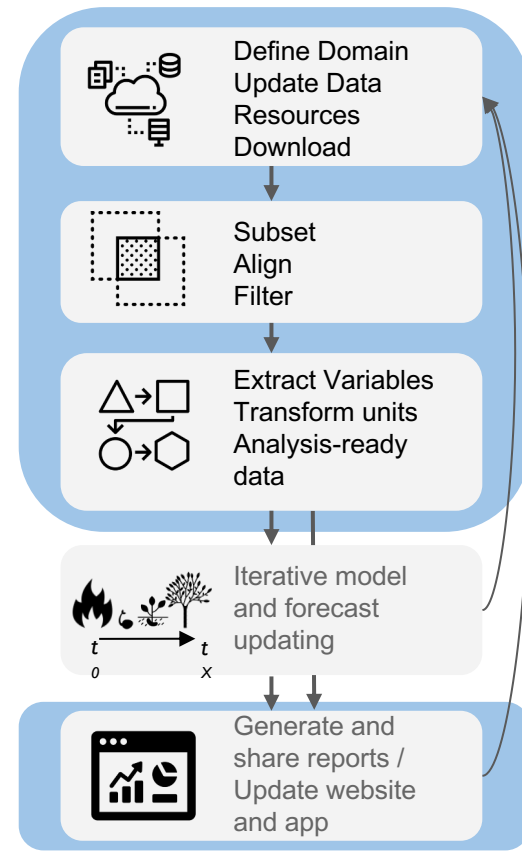 Define Domain
Update Data
Resources
Download
Subset
Align
Filter
Extract Variables
Transform units
Analysis-ready
data
Iterative model
and forecast
updating
t t
0 X
Generate and
share reports /
Update website
and app